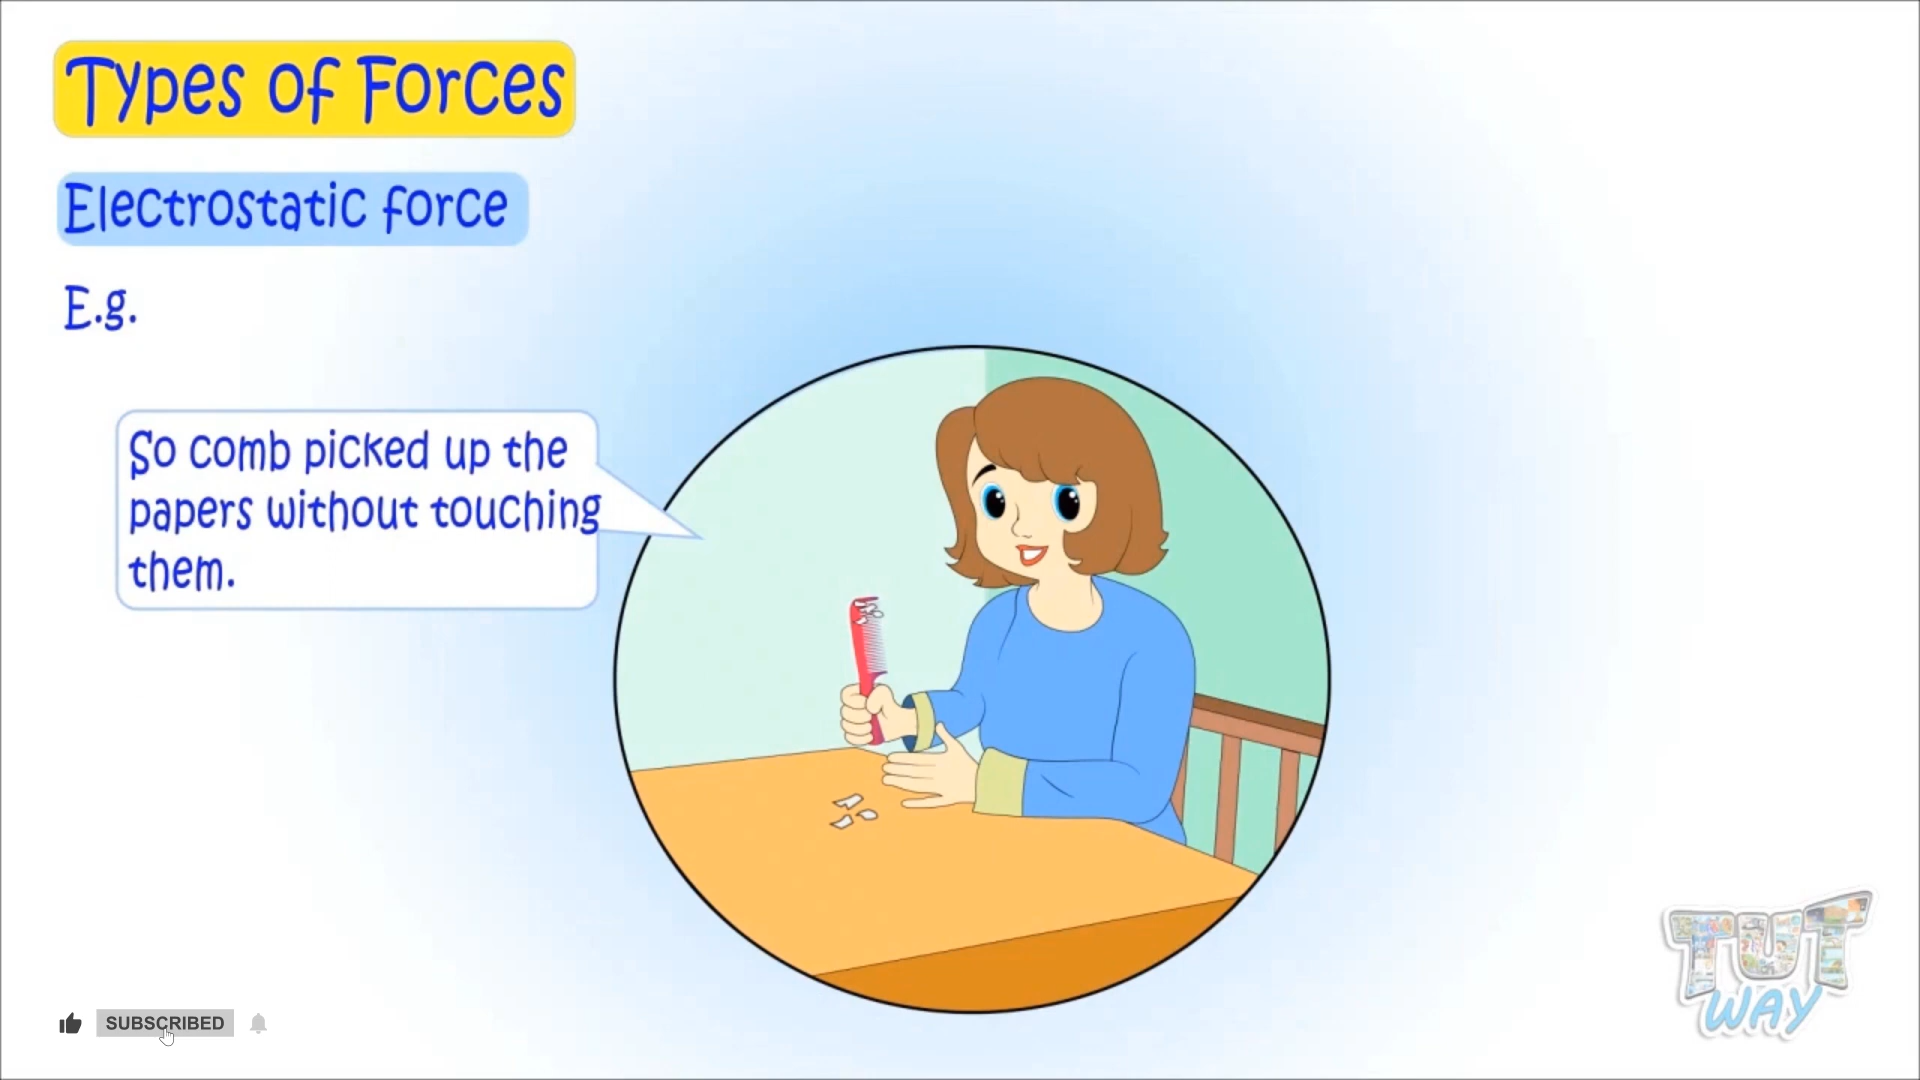 Types of Forces
Electrostatic force
E.g.
So comb picked up the
papers without touching
them.
SUBSCRIBED
TUT
WAY